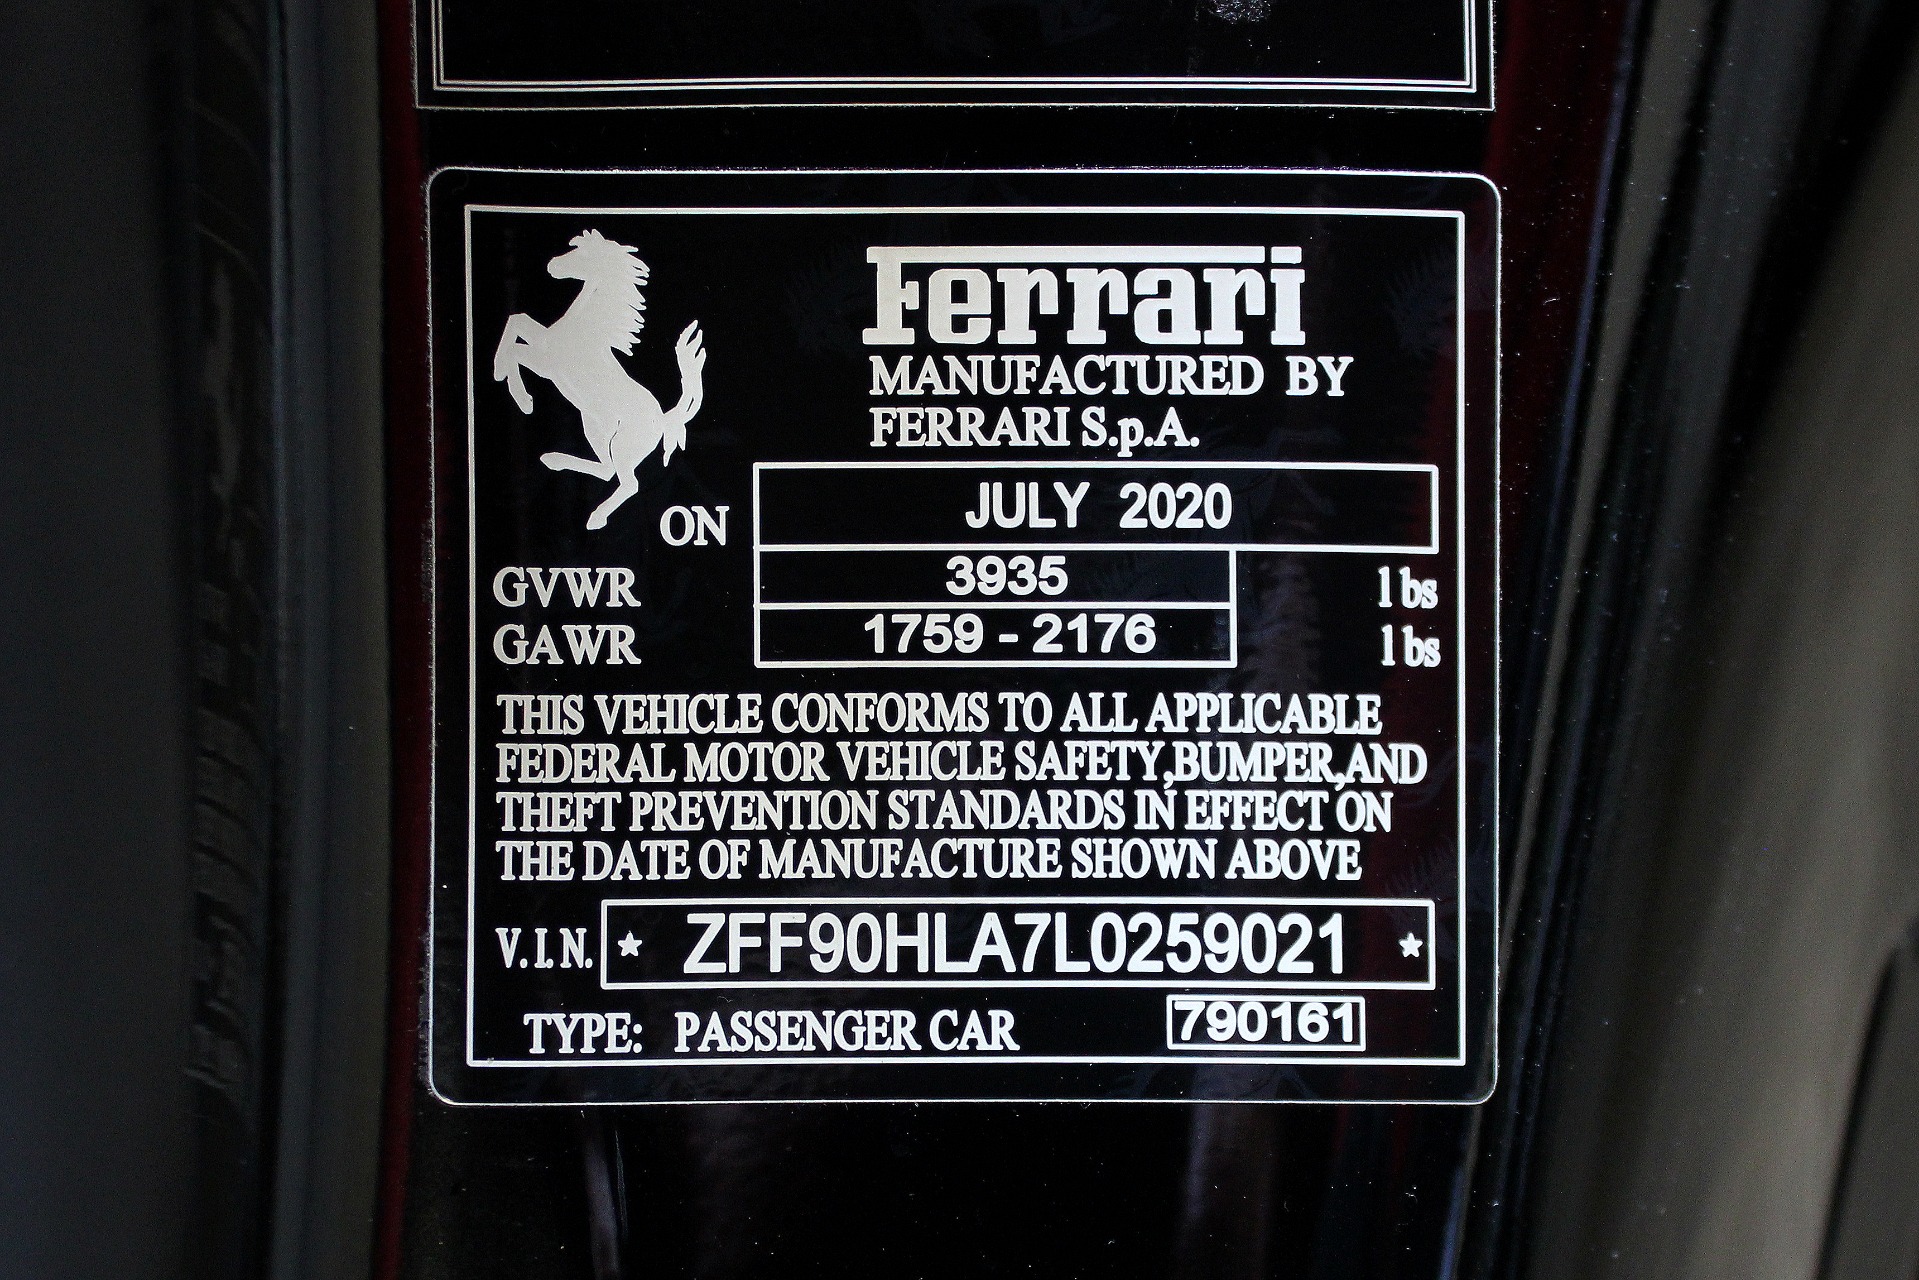 Ferrari
MANUFACTURED BY
FERRARI S.p.A.
ON JULY 2020
GVWR 3935 lbs
GAWR 1759 - 2176 lbs
THIS VEHICLE CONFORMS TO ALL APPLICABLE
FEDERAL MOTOR VEHICLE SAFETY,BUMPER,AND
THEFT PREVENTION STANDARDS IN EFFECT ON
THE DATE OF MANUFACTURE SHOWN ABOVE
V.I.N. ★ ZFF90HLA7L0259021 ★
TYPE: PASSENGER CAR 790161